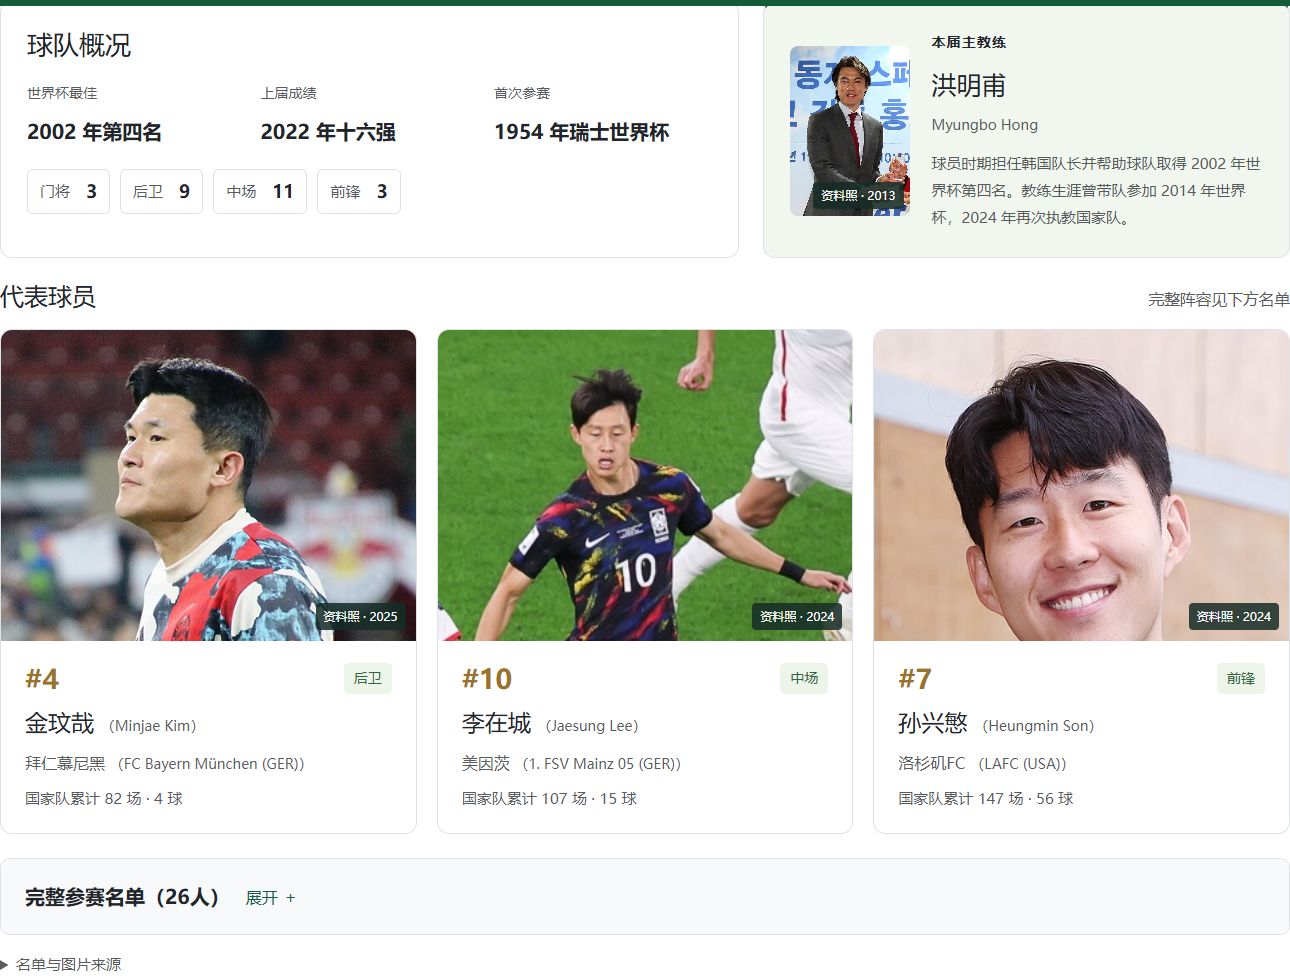 球队概况
世界杯最佳
2002 年第四名
上届成绩
2022 年十六强
首次参赛
1954 年瑞士世界杯
门将 3
后卫 9
中场 11
前锋 3
资料照 · 2013
本届主教练
洪明甫
Myungbo Hong
球员时期担任韩国队长并帮助球队取得 2002 年世
界杯第四名。教练生涯曾带队参加 2014 年世界
杯，2024 年再次执教国家队。
代表球员
完整阵容见下方名单
资料照 · 2025
#4
后卫
金玟哉 （Minjae Kim）
拜仁慕尼黑 （FC Bayern München (GER)）
国家队累计 82 场 · 4 球
10
资料照 · 2024
#10
中场
李在城 （Jaesung Lee）
美因茨 （1. FSV Mainz 05 (GER)）
国家队累计 107 场 · 15 球
资料照 · 2024
#7
前锋
孙兴慜 （Heungmin Son）
洛杉矶FC （LAFC (USA)）
国家队累计 147 场 · 56 球
完整参赛名单（26人） 展开 +
名单与图片来源